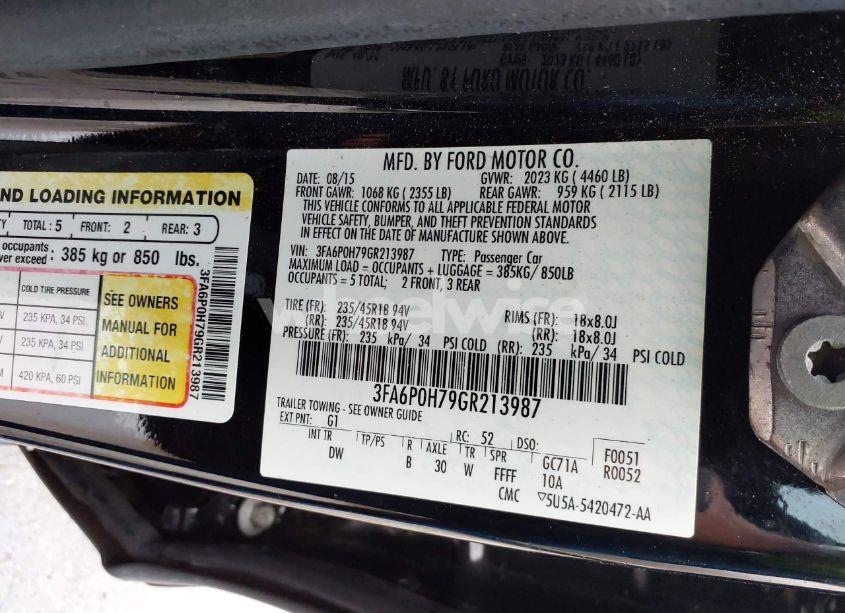 MFD. BY FORD MOTOR CO.
DATE: 08/15 GVWR: 2023 KG ( 4460 LB)
FRONT GAWR: 1068 KG ( 2355 LB) REAR GAWR: 959 KG ( 2115 LB)
THIS VEHICLE CONFORMS TO ALL APPLICABLE FEDERAL MOTOR
VEHICLE SAFETY, BUMPER, AND THEFT PREVENTION STANDARDS
IN EFFECT ON THE DATE OF MANUFACTURE SHOWN ABOVE.
VIN: 3FA6P0H79GR213987 TYPE: Passenger Car
MAXIMUM LOAD = OCCUPANTS + LUGGAGE = 385KG/850LB
OCCUPANTS = 5 TOTAL; 2 FRONT, 3 REAR
TIRE (FR): 235/45R18 94V RIMS (FR): 18x8.0J
(RR): 235/45R18 94V (RR): 18x8.0J
PRESSURE (FR): 235 kPa/ 34 PSI COLD (RR): 235 kPa/ 34 PSI COLD
3FA6P0H79GR213987
TRAILER TOWING - SEE OWNER GUIDE
EXT PNT: G1 RC: 52 DSO: F0051
INT TR TP/PS R AXLE TR SPR GC71A R0052
DW B 30 W FFFF 10A
CMC ▽5U5A-5420472-AA
ND LOADING INFORMATION
TY TOTAL: 5 FRONT: 2 REAR: 3
occupants
ver exceed: 385 kg or 850 lbs.
COLD TIRE PRESSURE
235 KPA, 34 PSI
235 KPA, 34 PSI
420 KPA, 60 PSI
SEE OWNERS
MANUAL FOR
ADDITIONAL
INFORMATION
3FA6P0H79GR213987
wheelwire